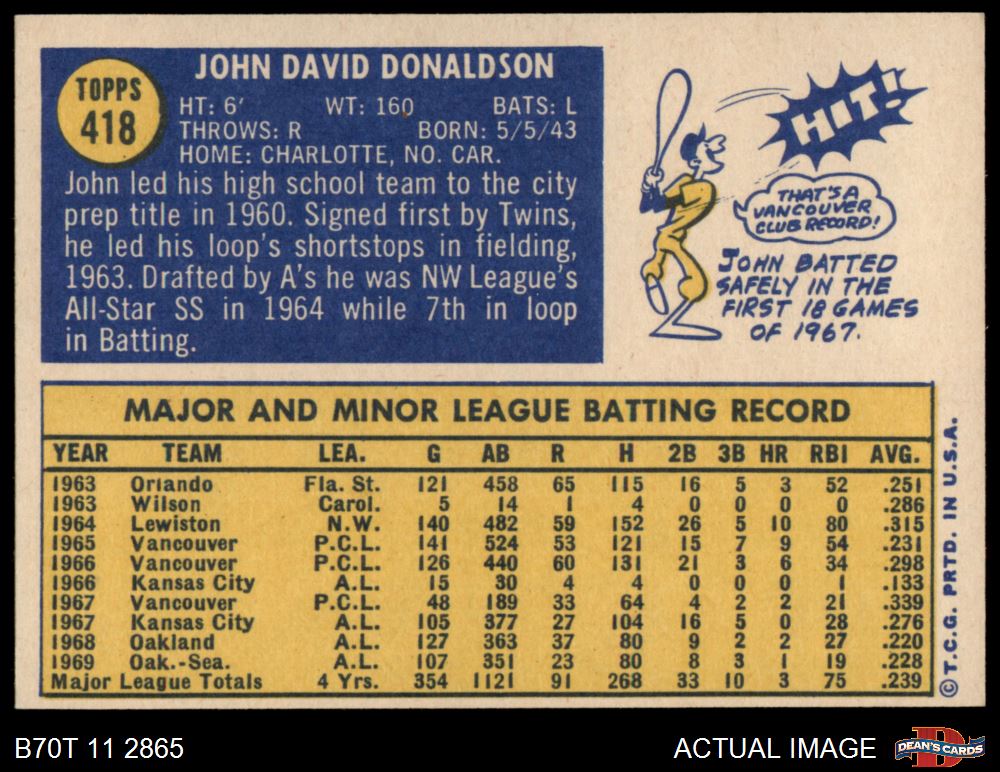 TOPPS
418
JOHN DAVID DONALDSON
HT: 6' WT: 160 BATS: L
THROWS: R BORN: 5/5/43
HOME: CHARLOTTE, NO. CAR.
John led his high school team to the city
prep title in 1960. Signed first by Twins,
he led his loop's shortstops in fielding,
1963. Drafted by A's he was NW League's
All-Star SS in 1964 while 7th in loop
in Batting.
HIT!
THAT'S A
VANCOUVER
CLUB RECORD!
JOHN BATTED
SAFELY IN THE
FIRST 18 GAMES
OF 1967.
MAJOR AND MINOR LEAGUE BATTING RECORD
YEAR TEAM LEA. G AB R H 2B 3B HR RBI AVG.
1963 Orlando Fla. St. 121 458 65 115 16 5 3 52 .251
1963 Wilson Carol. 5 14 1 4 0 0 0 0 .286
1964 Lewiston N.W. 140 482 59 152 26 5 10 80 .315
1965 Vancouver P.C.L. 141 524 53 121 15 7 9 54 .231
1966 Vancouver P.C.L. 126 440 60 131 21 3 6 34 .298
1966 Kansas City A.L. 15 30 4 4 0 0 0 1 .133
1967 Vancouver P.C.L. 48 189 33 64 4 2 2 21 .339
1967 Kansas City A.L. 105 377 27 104 16 5 0 28 .276
1968 Oakland A.L. 127 363 37 80 9 2 2 27 .220
1969 Oak.-Sea. A.L. 107 351 23 80 8 3 1 19 .228
Major League Totals 4 Yrs. 354 1121 91 268 33 10 3 75 .239
©T.C.G. PRTD. IN U.S.A.
B70T 11 2865
ACTUAL IMAGE
D
DEAN'S CARDS